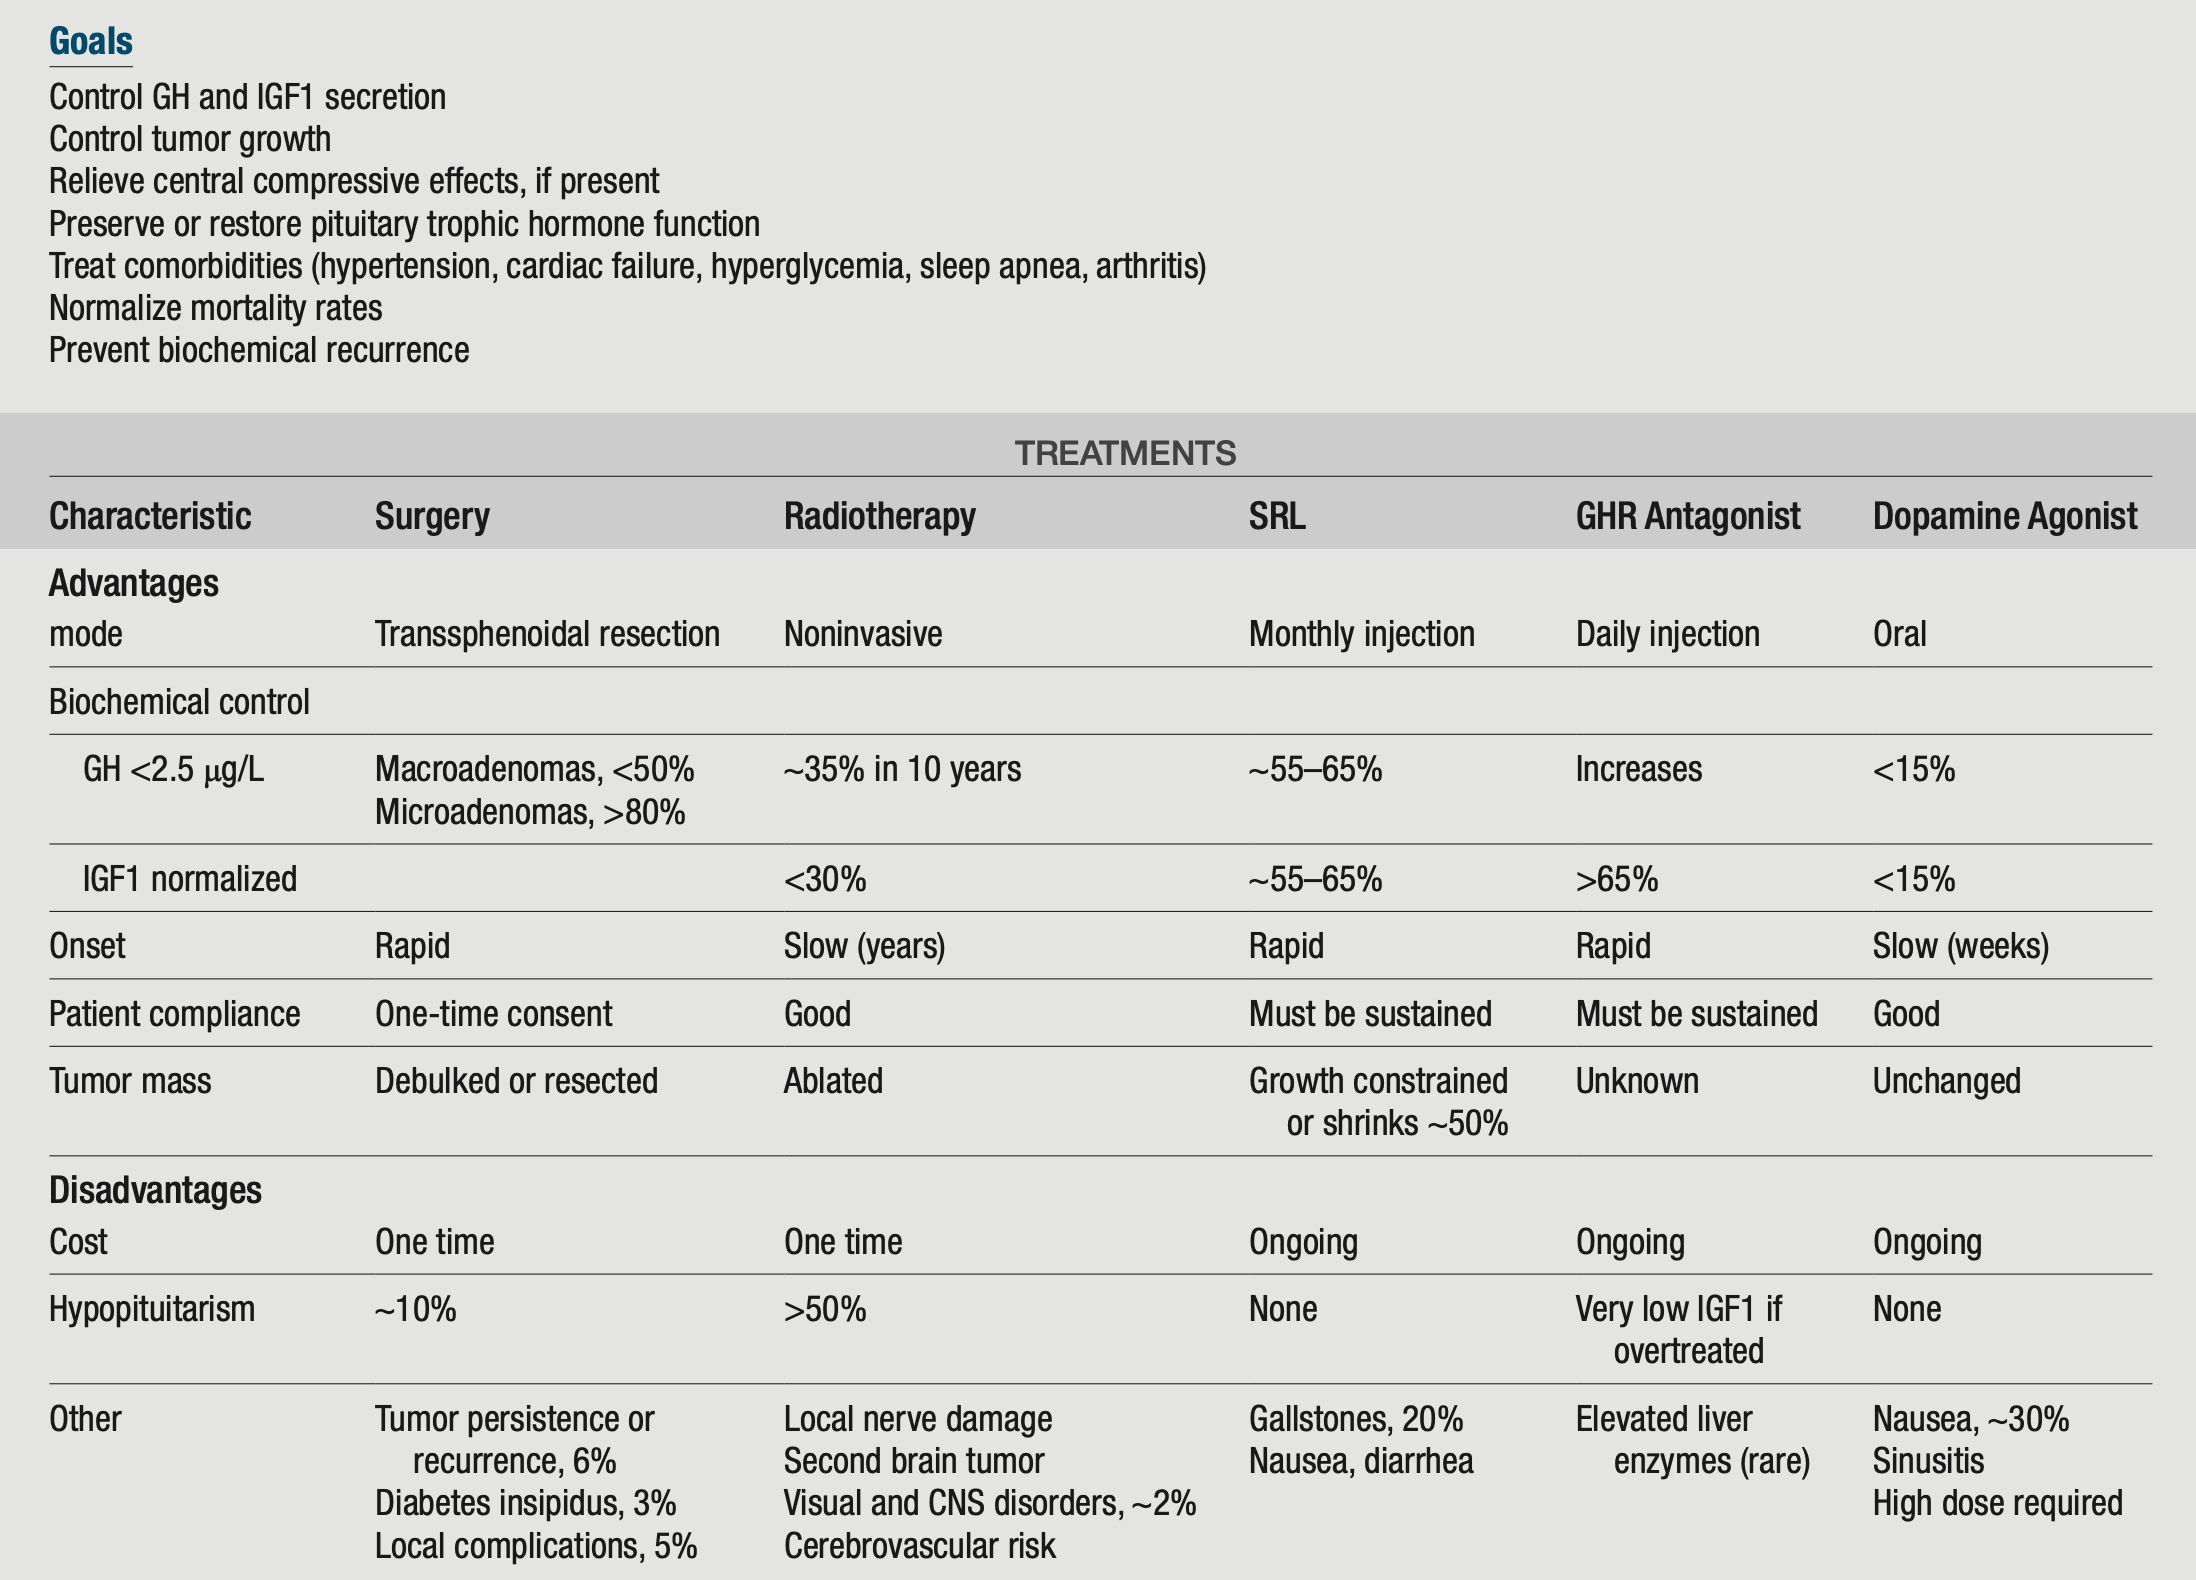 Goals
Control GH and IGF1 secretion
Control tumor growth
Relieve central compressive effects, if present
Preserve or restore pituitary trophic hormone function
Treat comorbidities (hypertension, cardiac failure, hyperglycemia, sleep apnea, arthritis)
Normalize mortality rates
Prevent biochemical recurrence
TREATMENTS
Characteristic Surgery Radiotherapy SRL GHR Antagonist Dopamine Agonist
Advantages
mode Transsphenoidal resection Noninvasive Monthly injection Daily injection Oral
Biochemical control
GH <2.5 μg/L Macroadenomas, <50% ~35% in 10 years ~55–65% Increases <15%
Microadenomas, >80%
IGF1 normalized <30% ~55–65% >65% <15%
Onset Rapid Slow (years) Rapid Rapid Slow (weeks)
Patient compliance One-time consent Good Must be sustained Must be sustained Good
Tumor mass Debulked or resected Ablated Growth constrained Unknown Unchanged
or shrinks ~50%
Disadvantages
Cost One time One time Ongoing Ongoing Ongoing
Hypopituitarism ~10% >50% None Very low IGF1 if None
overtreated
Other Tumor persistence or Local nerve damage Gallstones, 20% Elevated liver Nausea, ~30%
recurrence, 6% Second brain tumor Nausea, diarrhea enzymes (rare) Sinusitis
Diabetes insipidus, 3% Visual and CNS disorders, ~2% High dose required
Local complications, 5% Cerebrovascular risk